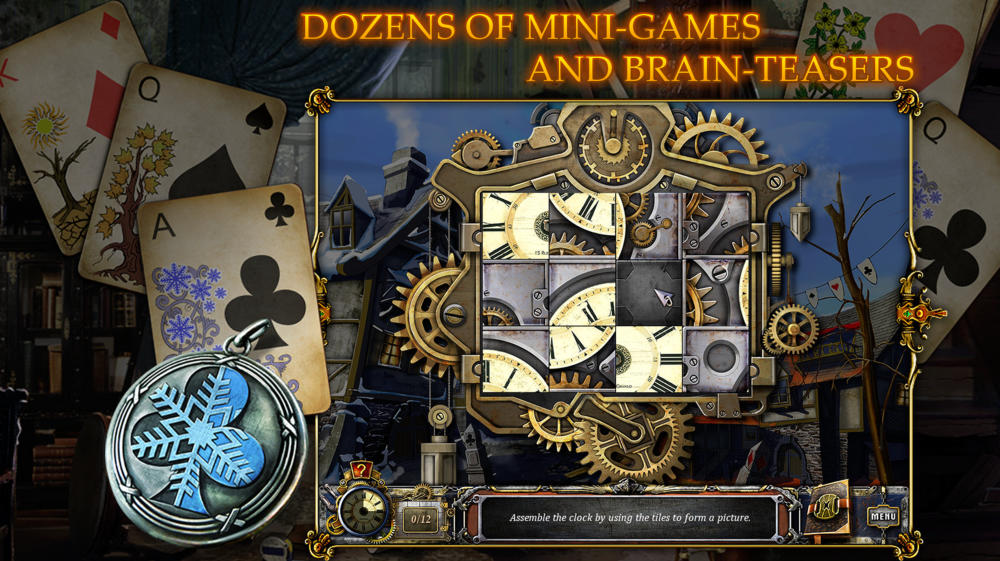 DOZENS OF MINI-GAMES
AND BRAIN-TEASERS
Q
A
Q
0/12
?
Assemble the clock by using the tiles to form a picture.
MENU